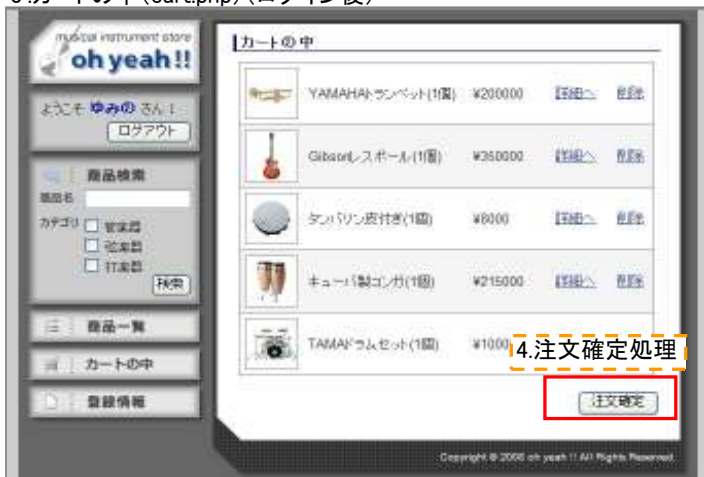 カートの中(cart.php)(ログイン後)
musical instrument store
oh yeah!!
ようこそ ゆみの さん！
ログアウト
商品検索
商品名
カテゴリ
管楽器
弦楽器
打楽器
検索
商品一覧
カートの中
登録情報
カートの中
YAMAHAトランペット(1個) ¥200000 詳細へ 削除
Gibsonレスポール(1個) ¥350000 詳細へ 削除
タンバリン皮付き(1個) ¥8000 詳細へ 削除
キューバ製コンガ(1個) ¥215000 詳細へ 削除
TAMAドラムセット(1個)
4.注文確定処理
注文確定
Copyright © 2008 oh yeah !! All Rights Reserved.